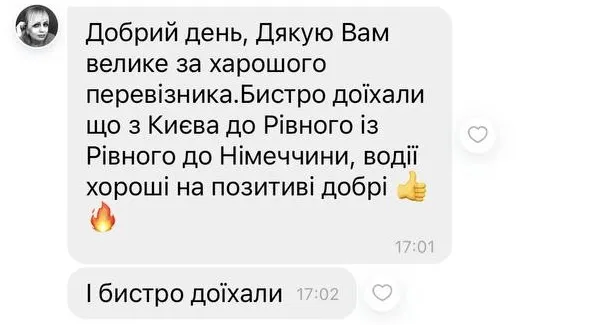 Добрий день, Дякую Вам
велике за харошого
перевізника.Бистро доїхали
що з Києва до Рівного із
Рівного до Німеччини, водії
хороші на позитиві добрі 👍
🔥
17:01
І бистро доїхали 17:02